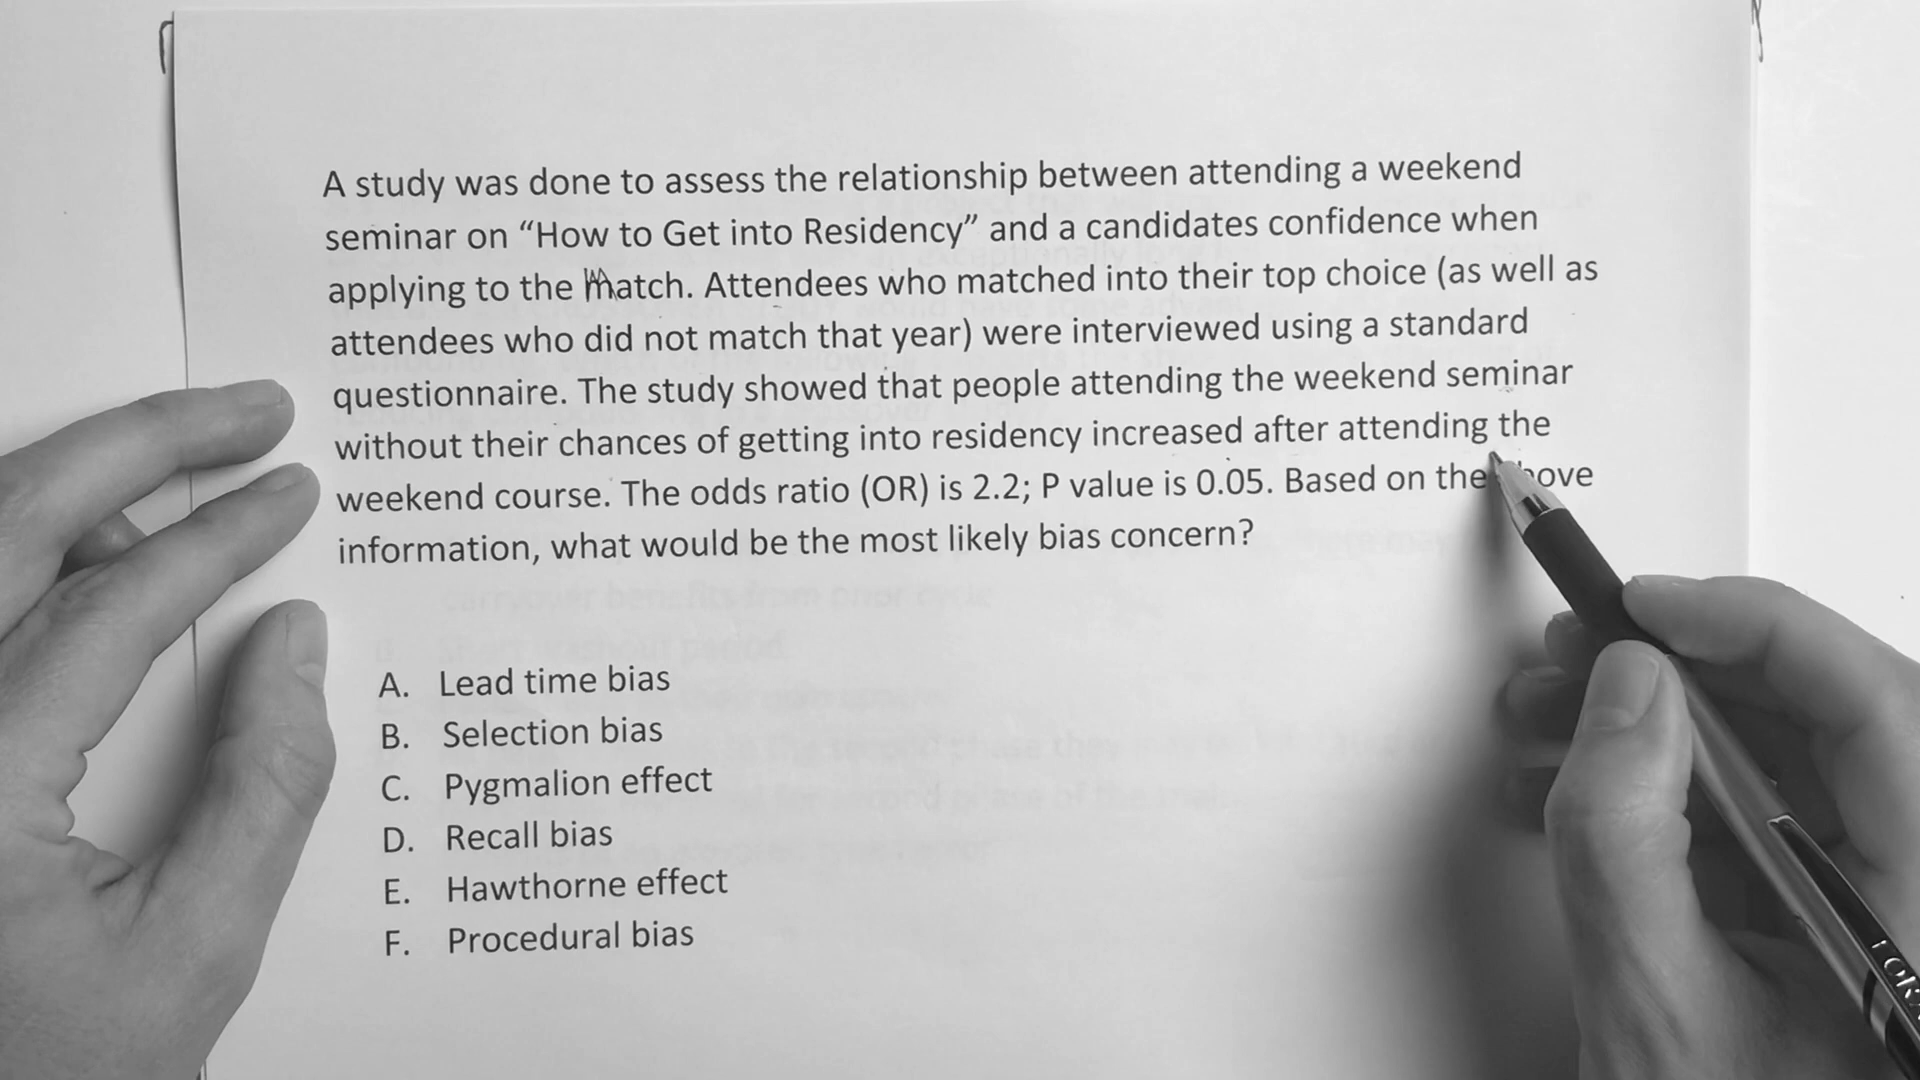 A study was done to assess the relationship between attending a weekend
seminar on “How to Get into Residency” and a candidates confidence when
applying to the Match. Attendees who matched into their top choice (as well as
attendees who did not match that year) were interviewed using a standard
questionnaire. The study showed that people attending the weekend seminar
without their chances of getting into residency increased after attending the
weekend course. The odds ratio (OR) is 2.2; P value is 0.05. Based on the above
information, what would be the most likely bias concern?
A. Lead time bias
B. Selection bias
C. Pygmalion effect
D. Recall bias
E. Hawthorne effect
F. Procedural bias